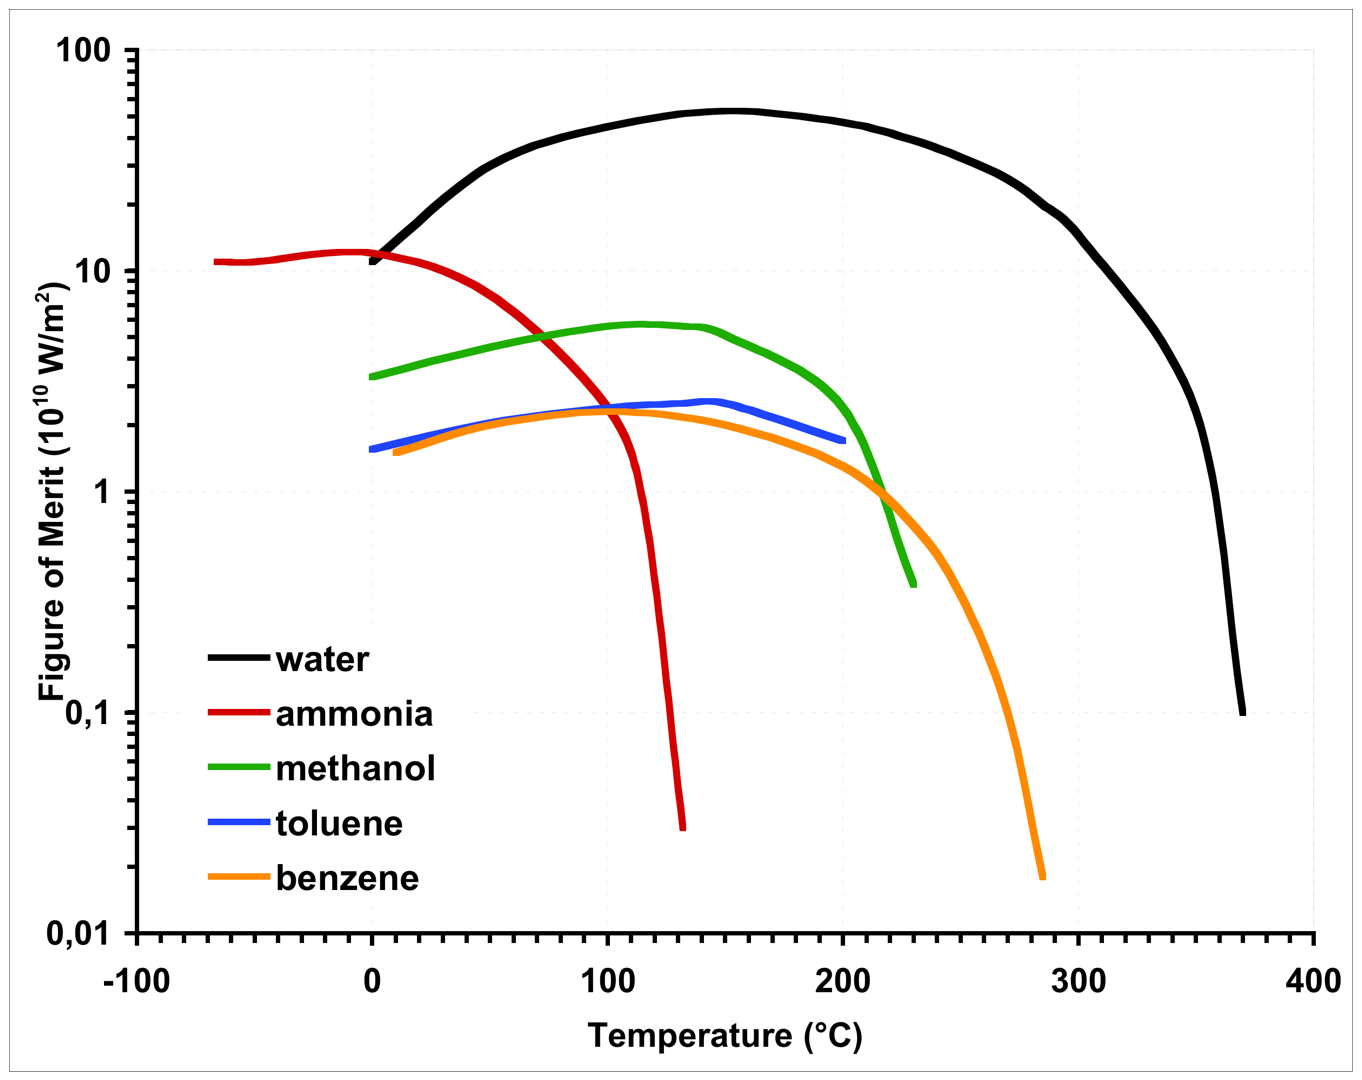 100
10
1
0,1
0,01
Figure of Merit (10¹⁰ W/m²)
water
ammonia
methanol
toluene
benzene
-100 0 100 200 300 400
Temperature (°C)